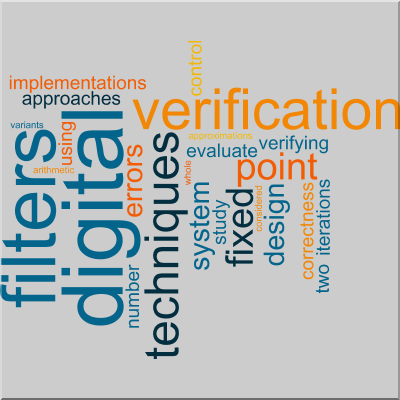 control
implementations
approaches
verification
variants
using
approximations
filters
digital
arithmetic
errors
techniques
evaluate
verifying
whole
point
system
study
fixed
considered
design
correctness
two
iterations
number